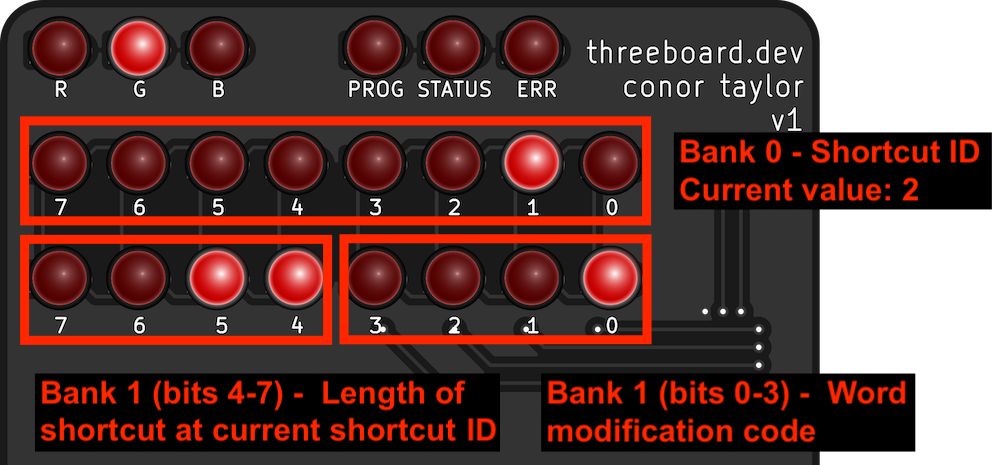 R G B PROG STATUS ERR
threeboard.dev
conor taylor
v1
Bank 0 - Shortcut ID
Current value: 2
7 6 5 4 3 2 1 0
7 6 5 4 3 2 1 0
Bank 1 (bits 4-7) - Length of
shortcut at current shortcut ID
Bank 1 (bits 0-3) - Word
modification code